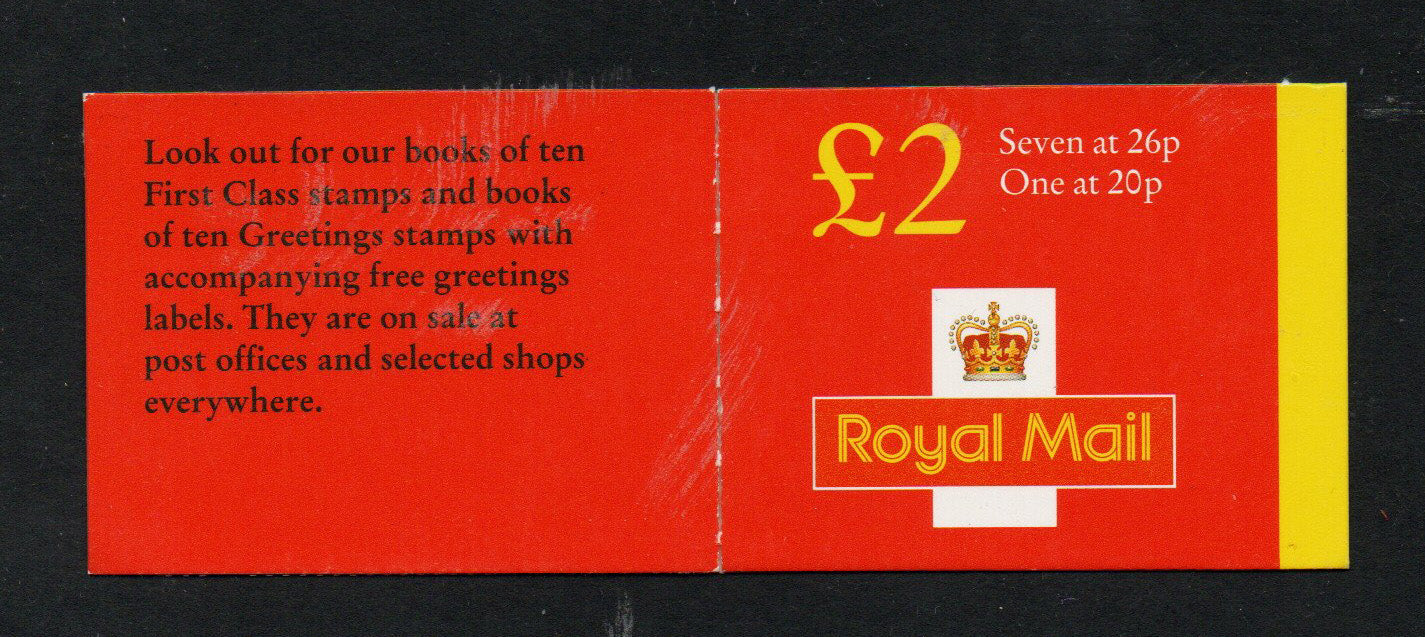 Look out for our books of ten
First Class stamps and books
of ten Greetings stamps with
accompanying free greetings
labels. They are on sale at
post offices and selected shops
everywhere.
£2
Seven at 26p
One at 20p
Royal Mail